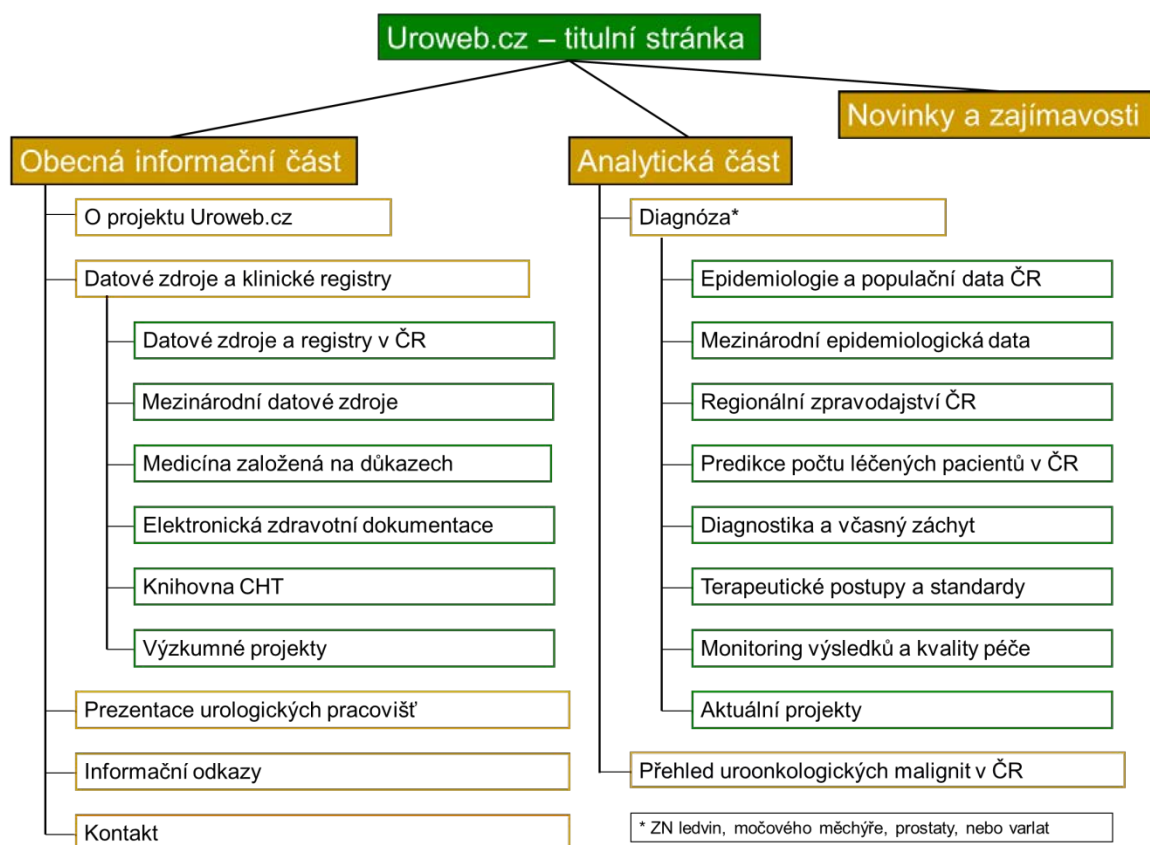 Uroweb.cz – titulní stránka
Novinky a zajímavosti
Obecná informační část
O projektu Uroweb.cz
Datové zdroje a klinické registry
Datové zdroje a registry v ČR
Mezinárodní datové zdroje
Medicína založená na důkazech
Elektronická zdravotní dokumentace
Knihovna CHT
Výzkumné projekty
Prezentace urologických pracovišť
Informační odkazy
Kontakt
Analytická část
Diagnóza*
Epidemiologie a populační data ČR
Mezinárodní epidemiologická data
Regionální zpravodajství ČR
Predikce počtu léčených pacientů v ČR
Diagnostika a včasný záchyt
Terapeutické postupy a standardy
Monitoring výsledků a kvality péče
Aktuální projekty
Přehled uroonkologických malignit v ČR
* ZN ledvin, močového měchýře, prostaty, nebo varlat